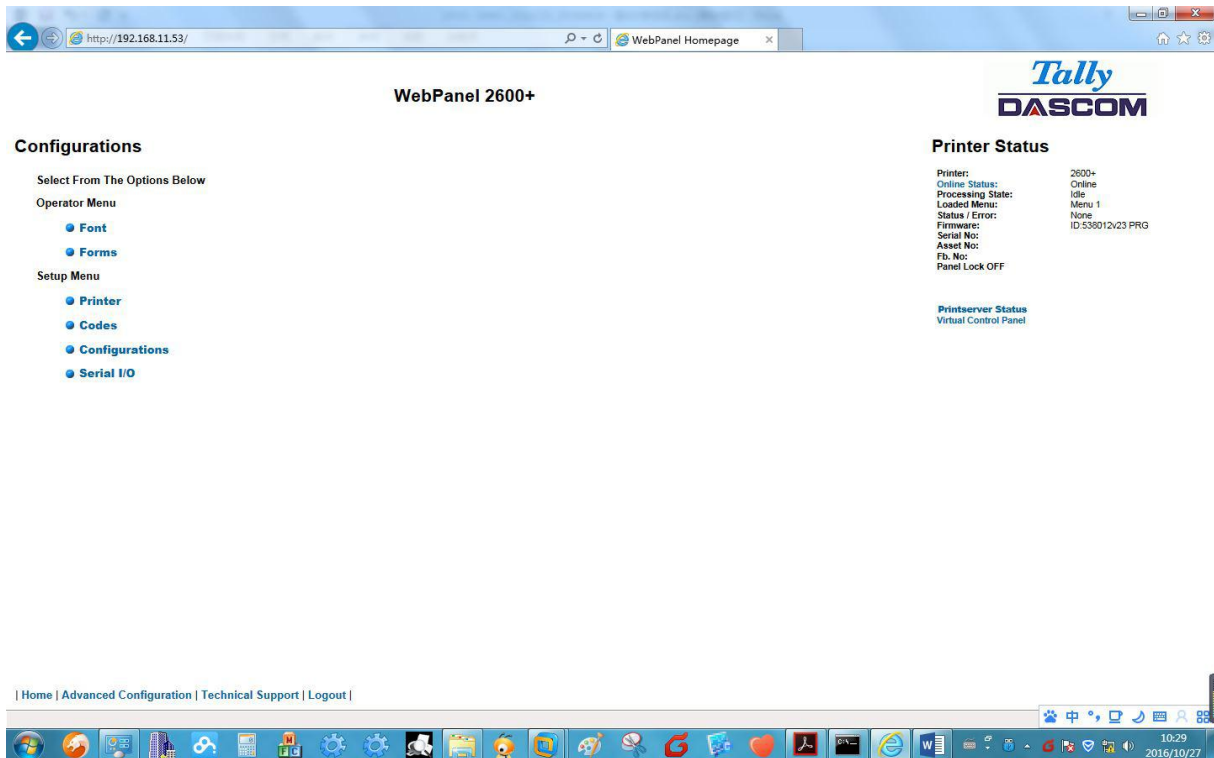 http://192.168.11.53/
WebPanel Homepage
WebPanel 2600+
Tally
DASCOM
Configurations
Select From The Options Below
Operator Menu
Font
Forms
Setup Menu
Printer
Codes
Configurations
Serial I/O
Printer Status
Printer: 2600+
Online Status: Online
Processing State: Idle
Loaded Menu: Menu 1
Status / Error: None
Firmware: ID:538012v23 PRG
Serial No:
Asset No:
Fb. No:
Panel Lock OFF
Printserver Status
Virtual Control Panel
| Home | Advanced Configuration | Technical Support | Logout |
中
10:29
2016/10/27